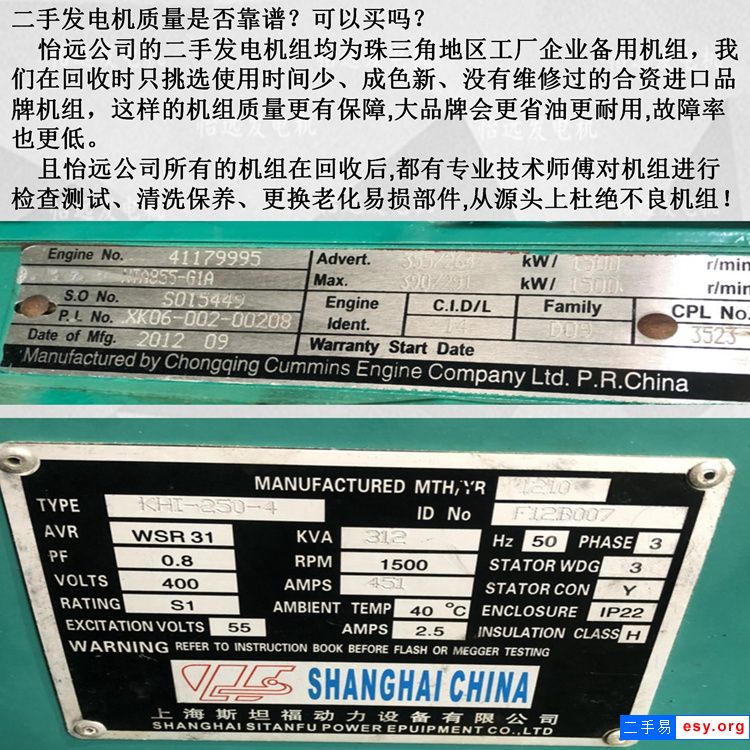 二手发电机质量是否靠谱？可以买吗？
怡远公司的二手发电机组均为珠三角地区工厂企业备用机组，我
们在回收时只挑选使用时间少、成色新、没有维修过的合资进口品
牌机组，这样的机组质量更有保障,大品牌会更省油更耐用,故障率
也更低。
且怡远公司所有的机组在回收后,都有专业技术师傅对机组进行
检查测试、清洗保养、更换老化易损部件,从源头上杜绝不良机组！
怡远发电机
Engine No. 41179995
NTA855-G1A
S.O No. SO15449
P. I. No. XK06-002-00208
Date of Mfg. 2012 09
Advert. 355/264 kW/ 1500 r/min
Max. 390/291 kW/ 1500 r/min
Engine Ident.
C.I.D/L 14
Family D09
CPL No. 3523
Warranty Start Date
Manufactured by Chongqing Cummins Engine Company Ltd. P.R.China
MANUFACTURED MTH/YR 1210
TYPE KHI-250-4 ID No F12B007
AVR WSR 31 KVA 312 Hz 50 PHASE 3
PF 0.8 RPM 1500 STATOR WDG 3
VOLTS 400 AMPS 451 STATOR CON Y
RATING S1 AMBIENT TEMP 40 °C ENCLOSURE IP22
EXCITATION VOLTS 55 AMPS 2.5 INSULATION CLASS H
WARNING REFER TO INSTRUCTION BOOK BEFORE FLASH OR MEGGER TESTING
SHANGHAI CHINA
上海斯坦福动力设备有限公司
SHANGHAI SITANFU POWER EPUIPMENT CO.,LTD
二手易 esy.org